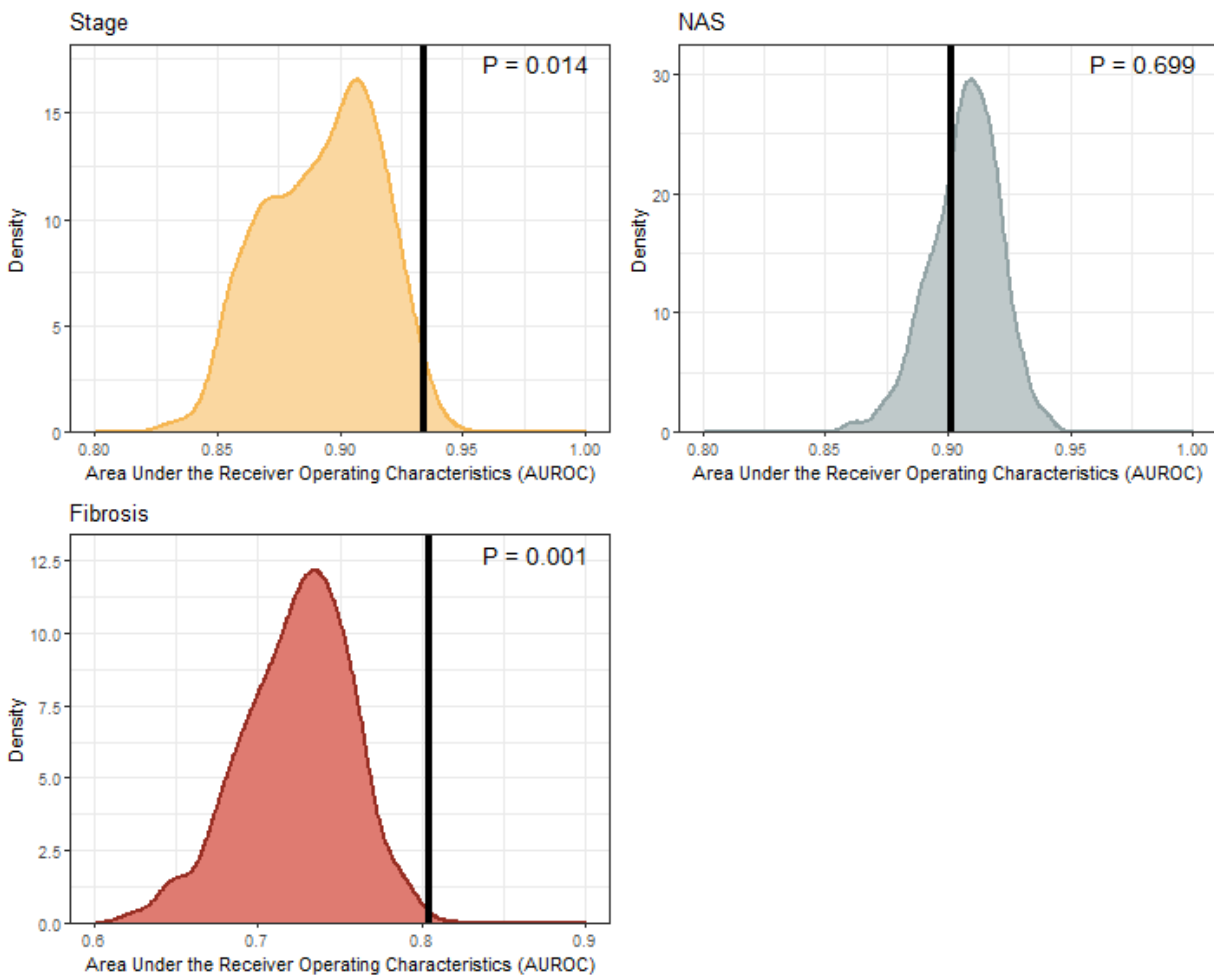 Stage
P = 0.014
15
10
5
0
Density
0.80 0.85 0.90 0.95 1.00
Area Under the Receiver Operating Characteristics (AUROC)
NAS
P = 0.699
30
20
10
0
Density
0.80 0.85 0.90 0.95 1.00
Area Under the Receiver Operating Characteristics (AUROC)
Fibrosis
P = 0.001
12.5
10.0
7.5
5.0
2.5
0.0
Density
0.6 0.7 0.8 0.9
Area Under the Receiver Operating Characteristics (AUROC)